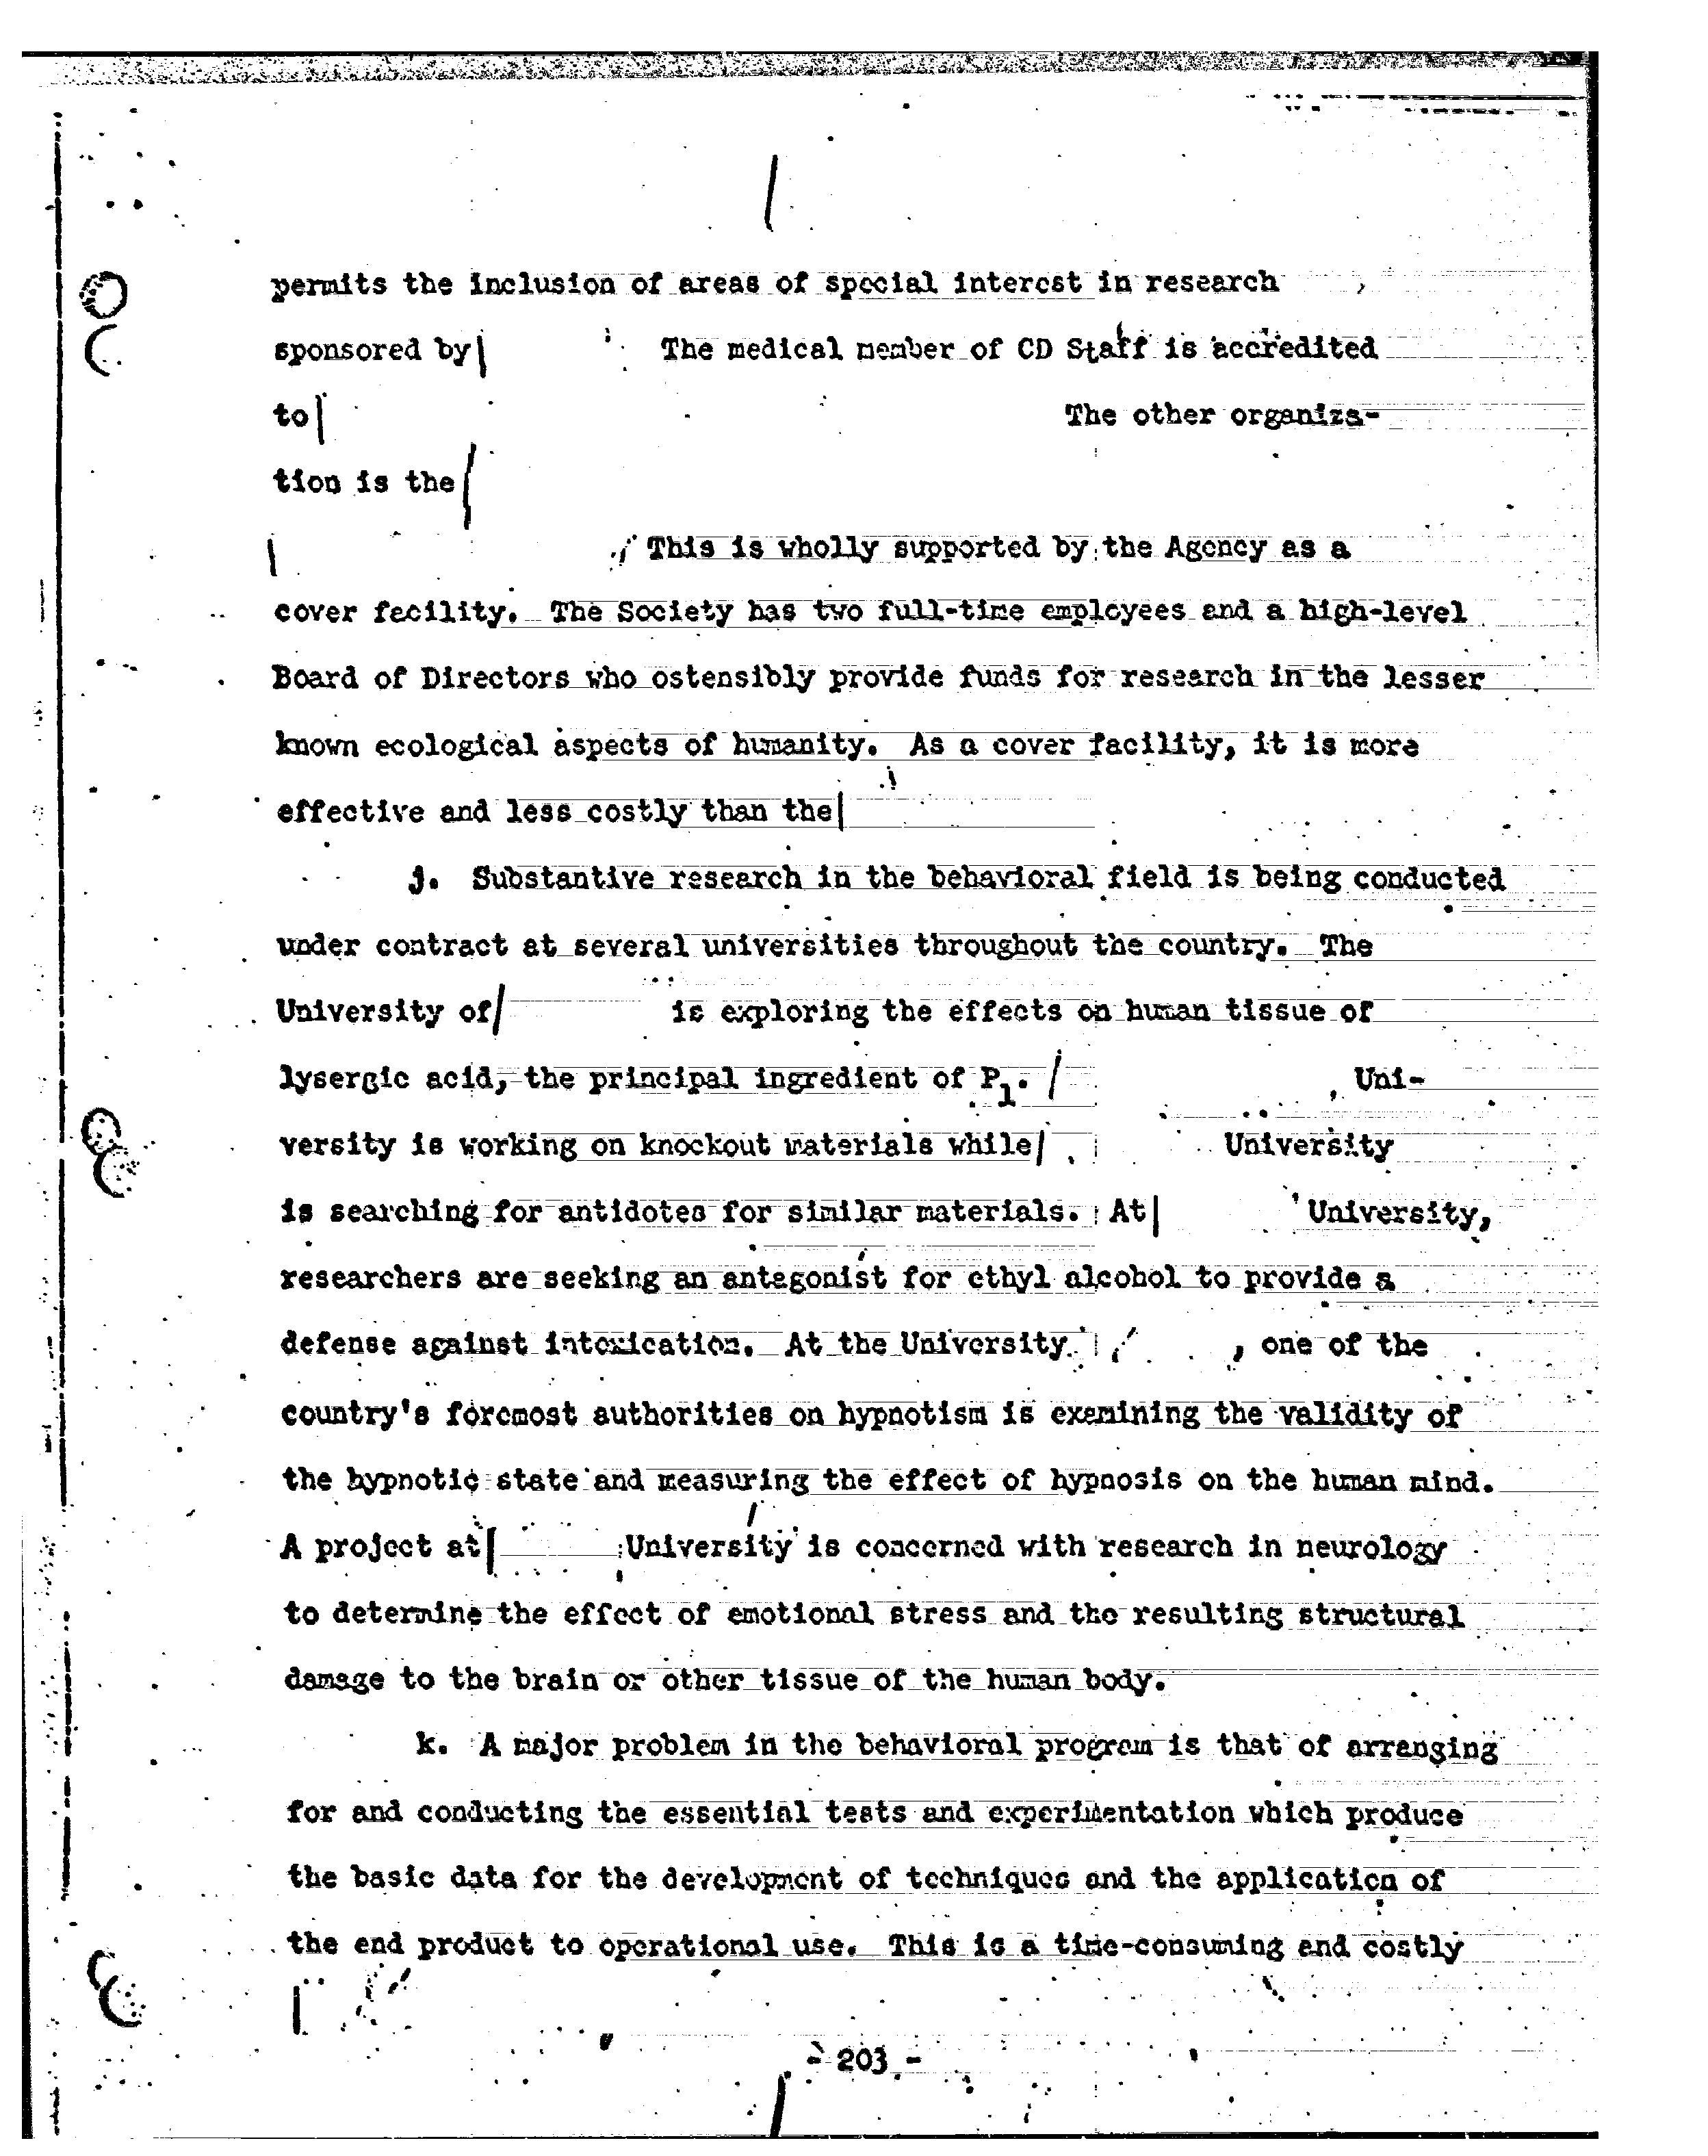 permits the inclusion of areas of special interest in research
sponsored by
The medical member of CD Staff is accredited
to
The other organiza-
tion is the
This is wholly supported by the Agency as a
cover facility. The Society has two full-time employees and a high-level
Board of Directors who ostensibly provide funds for research in the lesser
known ecological aspects of humanity. As a cover facility, it is more
effective and less costly than the
j. Substantive research in the behavioral field is being conducted
under contract at several universities throughout the country. The
University of is exploring the effects on human tissue of
lysergic acid, the principal ingredient of P1. Uni-
versity is working on knockout materials while University
is searching for antidotes for similar materials. At University,
researchers are seeking an antagonist for ethyl alcohol to provide a
defense against intoxication. At the University , one of the
country's foremost authorities on hypnotism is examining the validity of
the hypnotic state and measuring the effect of hypnosis on the human mind.
A project at University is concerned with research in neurology
to determine the effect of emotional stress and the resulting structural
damage to the brain or other tissue of the human body.
k. A major problem in the behavioral program is that of arranging
for and conducting the essential tests and experimentation which produce
the basic data for the development of techniques and the application of
the end product to operational use. This is a time-consuming and costly
- 203 -